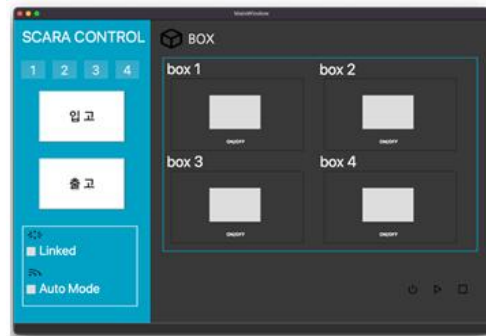 MainWindow
SCARA CONTROL
1 2 3 4
입 고
출 고
Linked
Auto Mode
BOX
box 1
ON/OFF
box 2
ON/OFF
box 3
ON/OFF
box 4
ON/OFF